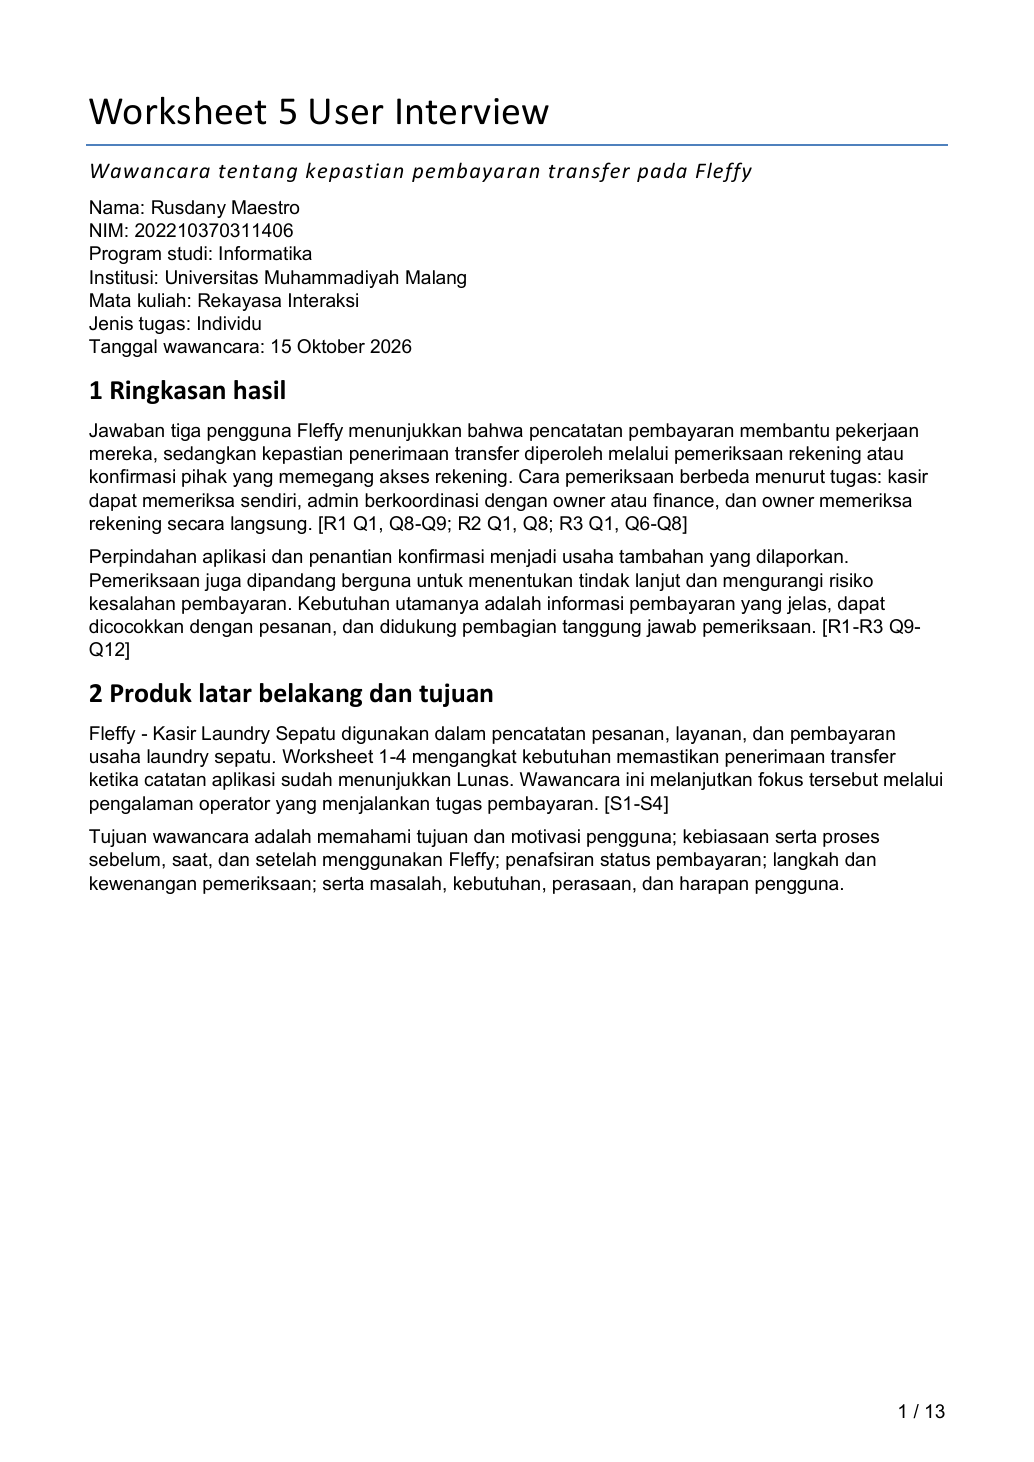 Worksheet 5 User Interview
Wawancara tentang kepastian pembayaran transfer pada Fleffy
Nama: Rusdany Maestro
NIM: 202210370311406
Program studi: Informatika
Institusi: Universitas Muhammadiyah Malang
Mata kuliah: Rekayasa Interaksi
Jenis tugas: Individu
Tanggal wawancara: 15 Oktober 2026
1 Ringkasan hasil
Jawaban tiga pengguna Fleffy menunjukkan bahwa pencatatan pembayaran membantu pekerjaan
mereka, sedangkan kepastian penerimaan transfer diperoleh melalui pemeriksaan rekening atau
konfirmasi pihak yang memegang akses rekening. Cara pemeriksaan berbeda menurut tugas: kasir
dapat memeriksa sendiri, admin berkoordinasi dengan owner atau finance, dan owner memeriksa
rekening secara langsung. [R1 Q1, Q8-Q9; R2 Q1, Q8; R3 Q1, Q6-Q8]
Perpindahan aplikasi dan penantian konfirmasi menjadi usaha tambahan yang dilaporkan.
Pemeriksaan juga dipandang berguna untuk menentukan tindak lanjut dan mengurangi risiko
kesalahan pembayaran. Kebutuhan utamanya adalah informasi pembayaran yang jelas, dapat
dicocokkan dengan pesanan, dan didukung pembagian tanggung jawab pemeriksaan. [R1-R3 Q9-
Q12]
2 Produk latar belakang dan tujuan
Fleffy - Kasir Laundry Sepatu digunakan dalam pencatatan pesanan, layanan, dan pembayaran
usaha laundry sepatu. Worksheet 1-4 mengangkat kebutuhan memastikan penerimaan transfer
ketika catatan aplikasi sudah menunjukkan Lunas. Wawancara ini melanjutkan fokus tersebut melalui
pengalaman operator yang menjalankan tugas pembayaran. [S1-S4]
Tujuan wawancara adalah memahami tujuan dan motivasi pengguna; kebiasaan serta proses
sebelum, saat, dan setelah menggunakan Fleffy; penafsiran status pembayaran; langkah dan
kewenangan pemeriksaan; serta masalah, kebutuhan, perasaan, dan harapan pengguna.
1 / 13